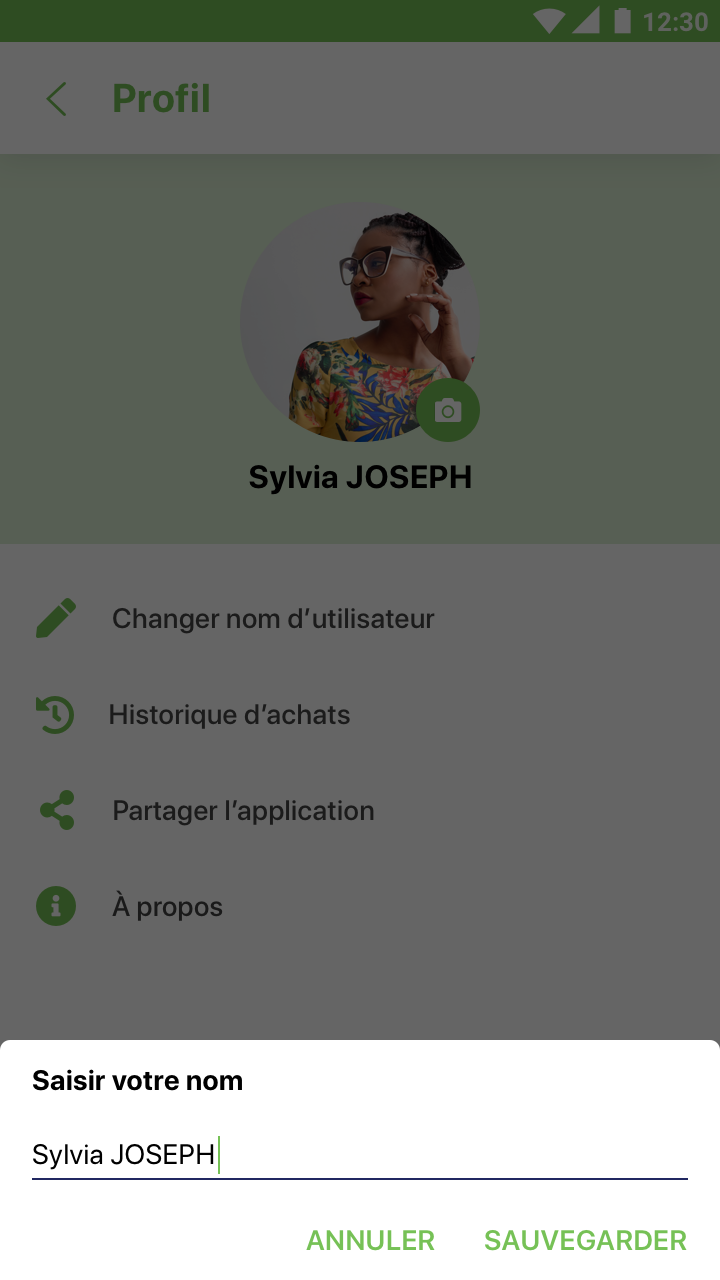 12:30
Profil
Sylvia JOSEPH
Changer nom d’utilisateur
Historique d’achats
Partager l’application
À propos
Saisir votre nom
Sylvia JOSEPH
ANNULER SAUVEGARDER